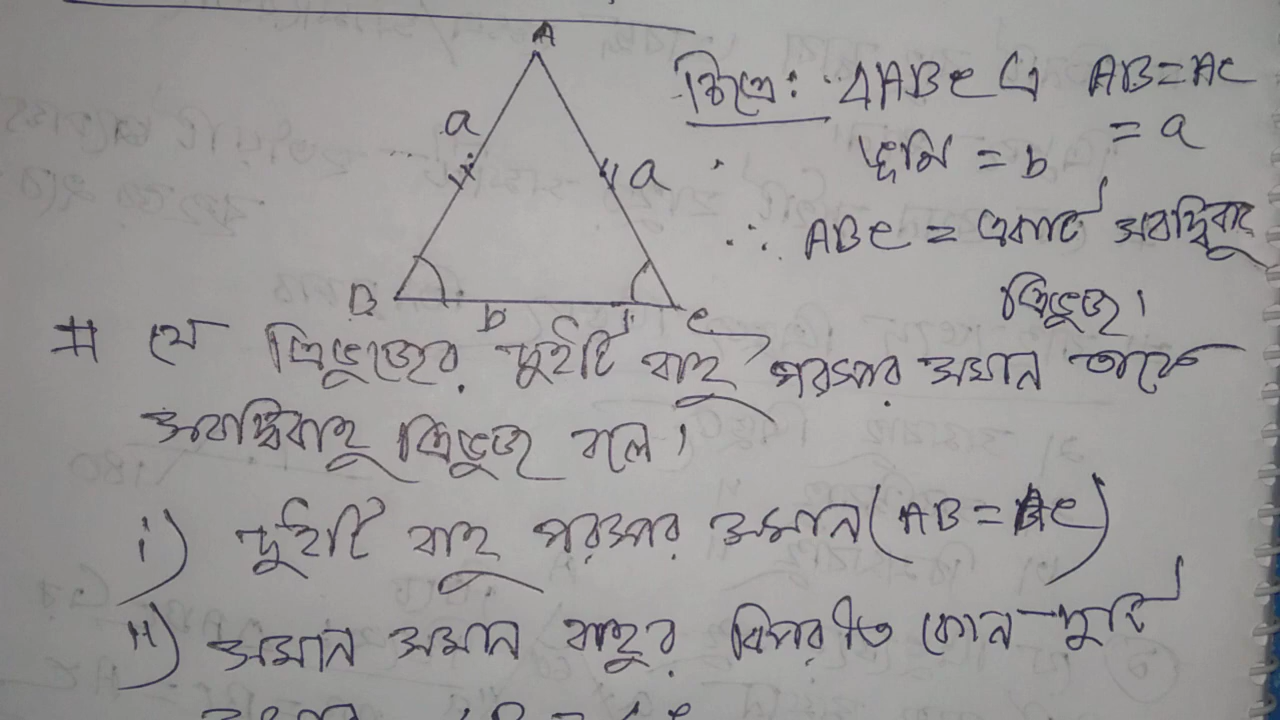 A
চিত্রে: ΔABC এ AB = AC
= a
a
a
ভূমি = b
∴ ABC = একটি সমদ্বিবাহু
ত্রিভুজ।
B
b
C
# যে ত্রিভুজের দুইটি বাহু পরস্পর সমান তাকে
সমদ্বিবাহু ত্রিভুজ বলে।
i) দুইটি বাহু পরস্পর সমান (AB = AC)
ii) সমান সমান বাহুর বিপরীত কোন দুটি